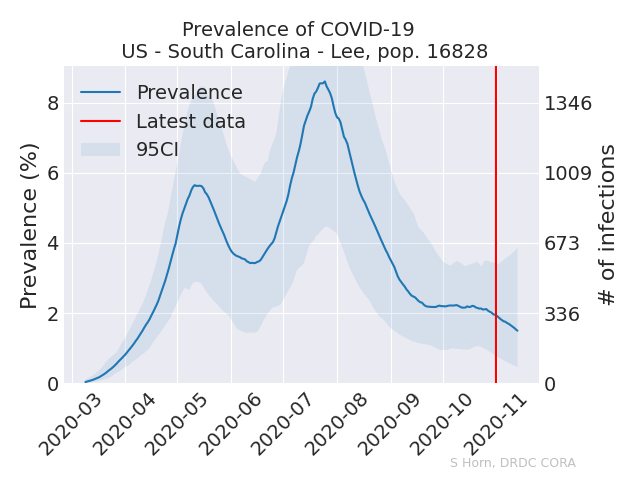 Prevalence of COVID-19
US - South Carolina - Lee, pop. 16828
Prevalence
Latest data
95CI
Prevalence (%)
8
6
4
2
0
1346
1009
673
336
0
# of infections
2020-03
2020-04
2020-05
2020-06
2020-07
2020-08
2020-09
2020-10
2020-11
S Horn, DRDC CORA